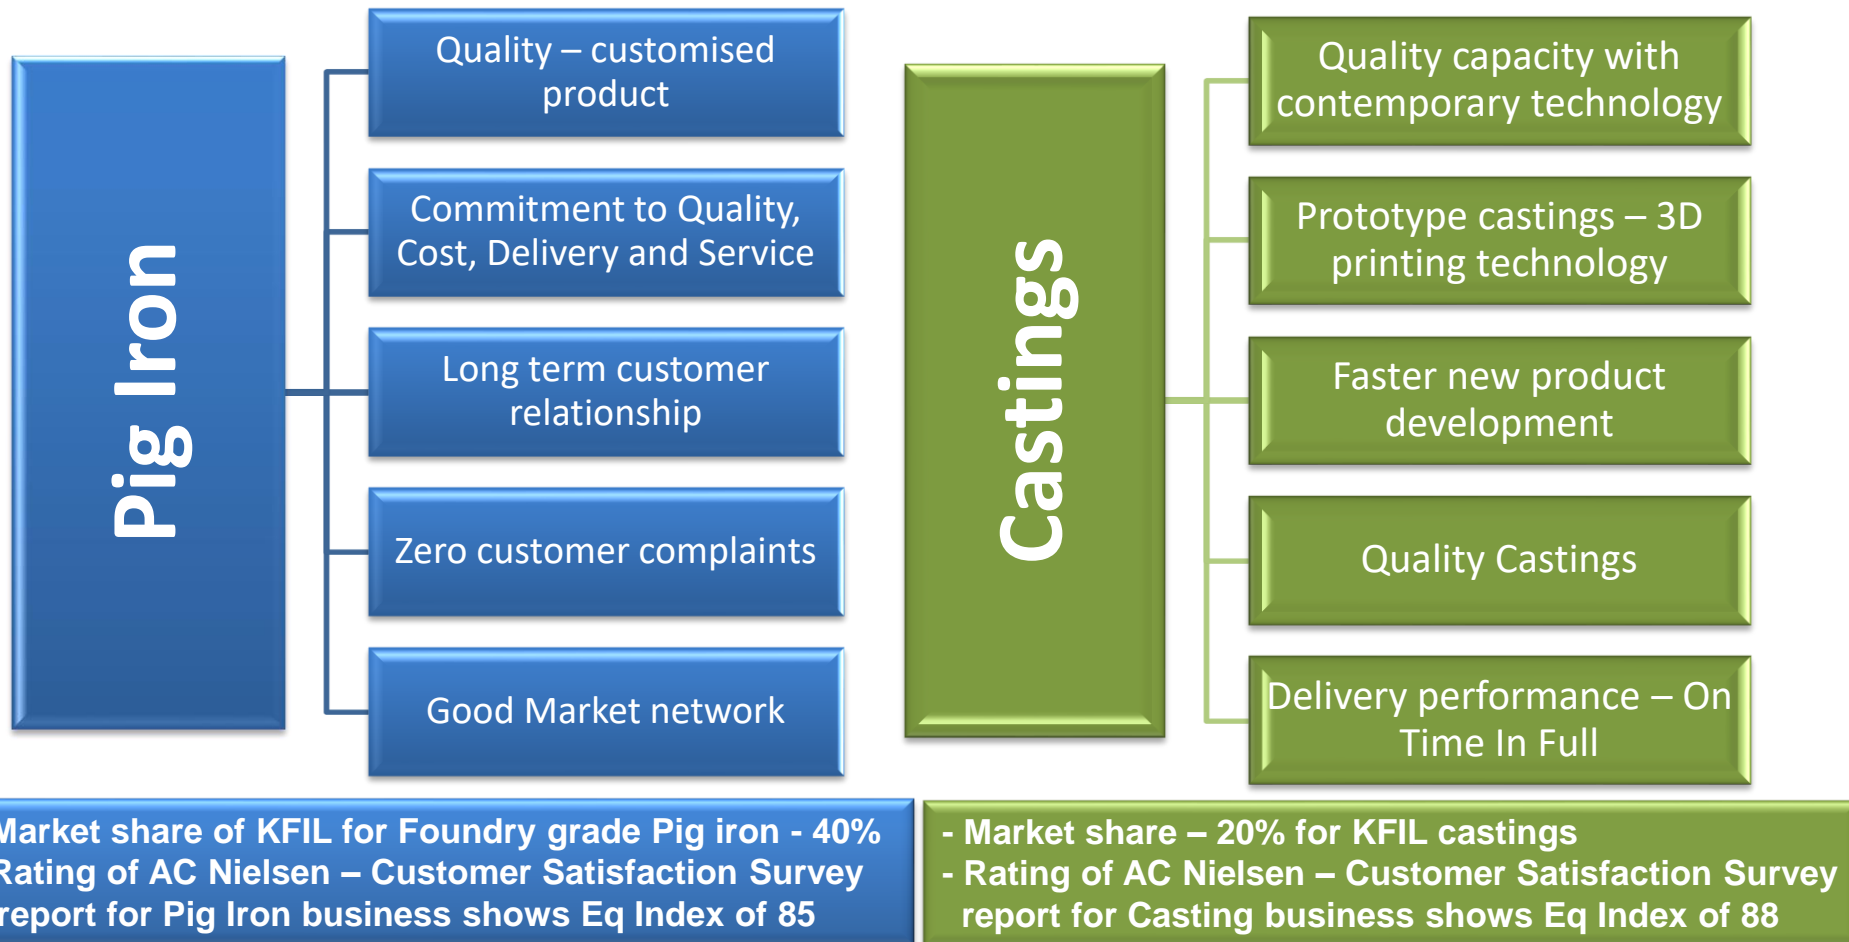 Pig Iron
Quality – customised
product
Commitment to Quality,
Cost, Delivery and Service
Long term customer
relationship
Zero customer complaints
Good Market network
Castings
Quality capacity with
contemporary technology
Prototype castings – 3D
printing technology
Faster new product
development
Quality Castings
Delivery performance – On
Time In Full
Market share of KFIL for Foundry grade Pig iron - 40%
Rating of AC Nielsen – Customer Satisfaction Survey
report for Pig Iron business shows Eq Index of 85
- Market share – 20% for KFIL castings
- Rating of AC Nielsen – Customer Satisfaction Survey
report for Casting business shows Eq Index of 88